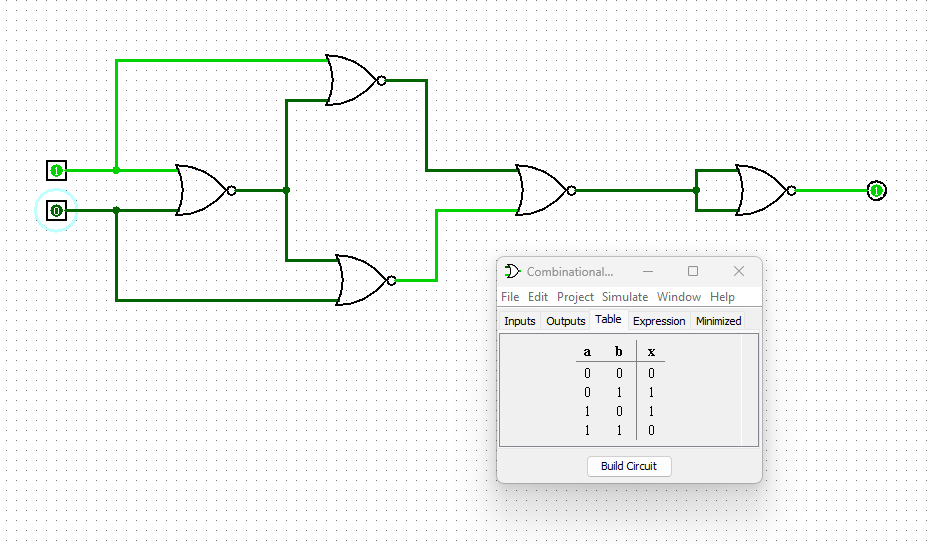 1
0
1
Combinational...
File Edit Project Simulate Window Help
Inputs Outputs Table Expression Minimized
a b x
0 0 0
0 1 1
1 0 1
1 1 0
Build Circuit